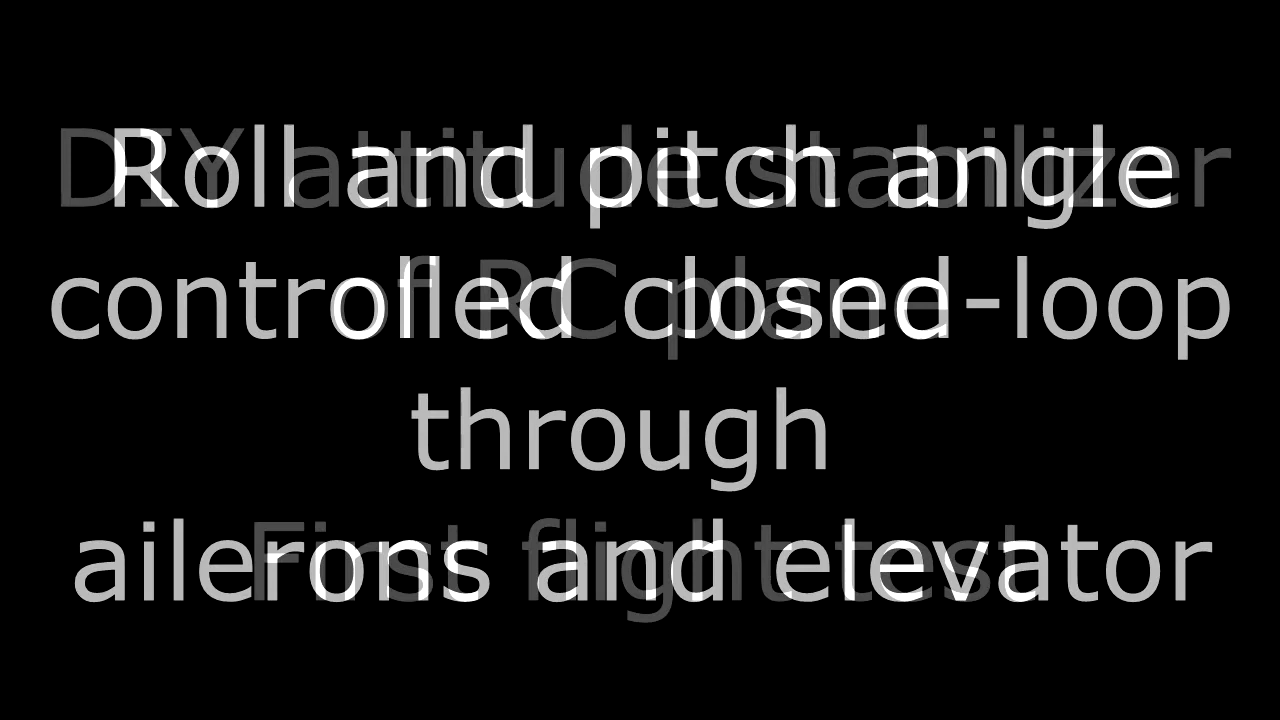 Roll and pitch angle
controlled closed-loop
through
ailerons and elevator
DIY attitude stabilizer
of RC plane
First flight test